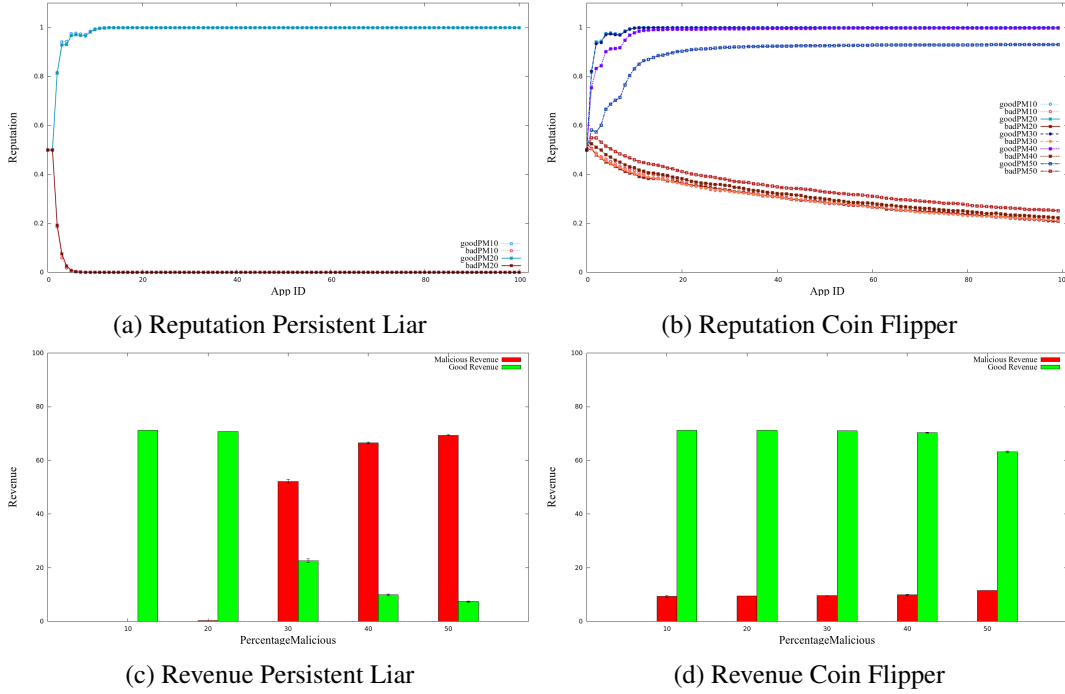 1
0.8
0.6
0.4
0.2
0
Reputation
0 20 40 60 80 100
App ID
goodPM10
badPM10
goodPM20
badPM20
(a) Reputation Persistent Liar
1
0.8
0.6
0.4
0.2
0
Reputation
0 20 40 60 80 100
App ID
goodPM10
badPM10
goodPM20
badPM20
goodPM30
badPM30
goodPM40
badPM40
goodPM50
badPM50
(b) Reputation Coin Flipper
100
80
60
40
20
0
Revenue
10 20 30 40 50
PercentageMalicious
Malicious Revenue
Good Revenue
(c) Revenue Persistent Liar
100
80
60
40
20
0
Revenue
10 20 30 40 50
PercentageMalicious
Malicious Revenue
Good Revenue
(d) Revenue Coin Flipper